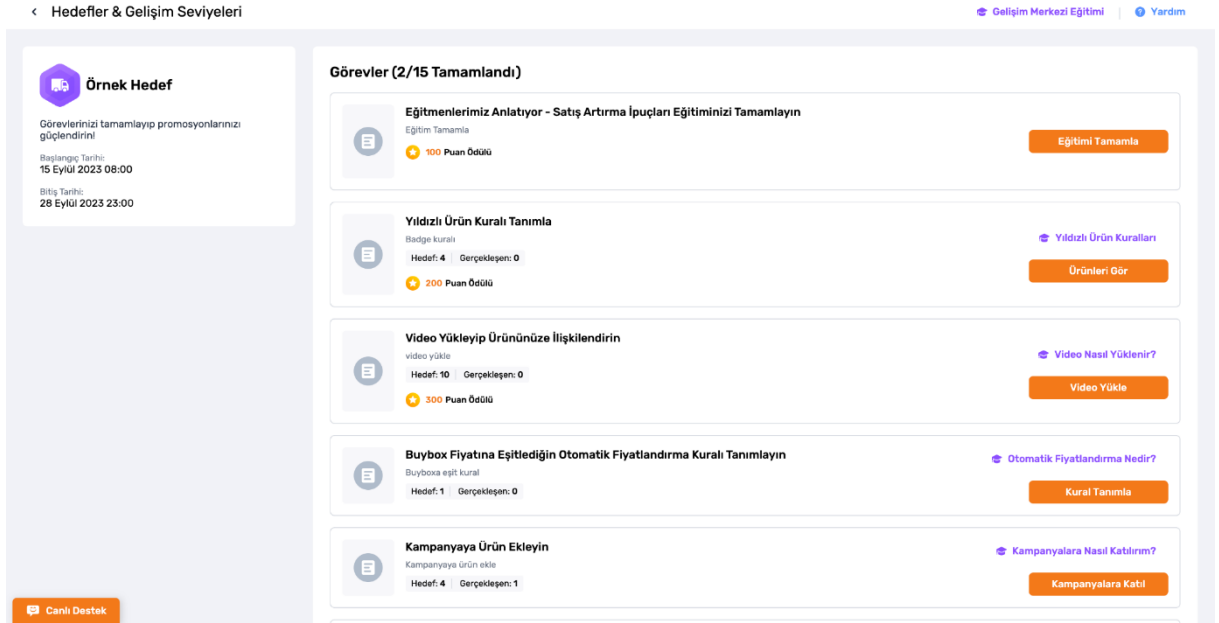 Hedefler & Gelişim Seviyeleri
Gelişim Merkezi Eğitimi
Yardım
Örnek Hedef
Görevlerinizi tamamlayıp promosyonlarınızı
güçlendirin!
Başlangıç Tarihi:
15 Eylül 2023 08:00
Bitiş Tarihi:
28 Eylül 2023 23:00
Görevler (2/15 Tamamlandı)
Eğitmenlerimiz Anlatıyor - Satış Artırma İpuçları Eğitiminizi Tamamlayın
Eğitim Tamamla
100 Puan Ödülü
Eğitimi Tamamla
Yıldızlı Ürün Kuralı Tanımla
Badge kuralı
Hedef: 4 Gerçekleşen: 0
200 Puan Ödülü
Yıldızlı Ürün Kuralları
Ürünleri Gör
Video Yükleyip Ürününüze İlişkilendirin
video yükle
Hedef: 10 Gerçekleşen: 0
300 Puan Ödülü
Video Nasıl Yüklenir?
Video Yükle
Buybox Fiyatına Eşitlediğin Otomatik Fiyatlandırma Kuralı Tanımlayın
Buyboxa eşit kural
Hedef: 1 Gerçekleşen: 0
Otomatik Fiyatlandırma Nedir?
Kural Tanımla
Kampanyaya Ürün Ekleyin
Kampanyaya ürün ekle
Hedef: 4 Gerçekleşen: 1
Kampanyalara Nasıl Katılırım?
Kampanyalara Katıl
Canlı Destek